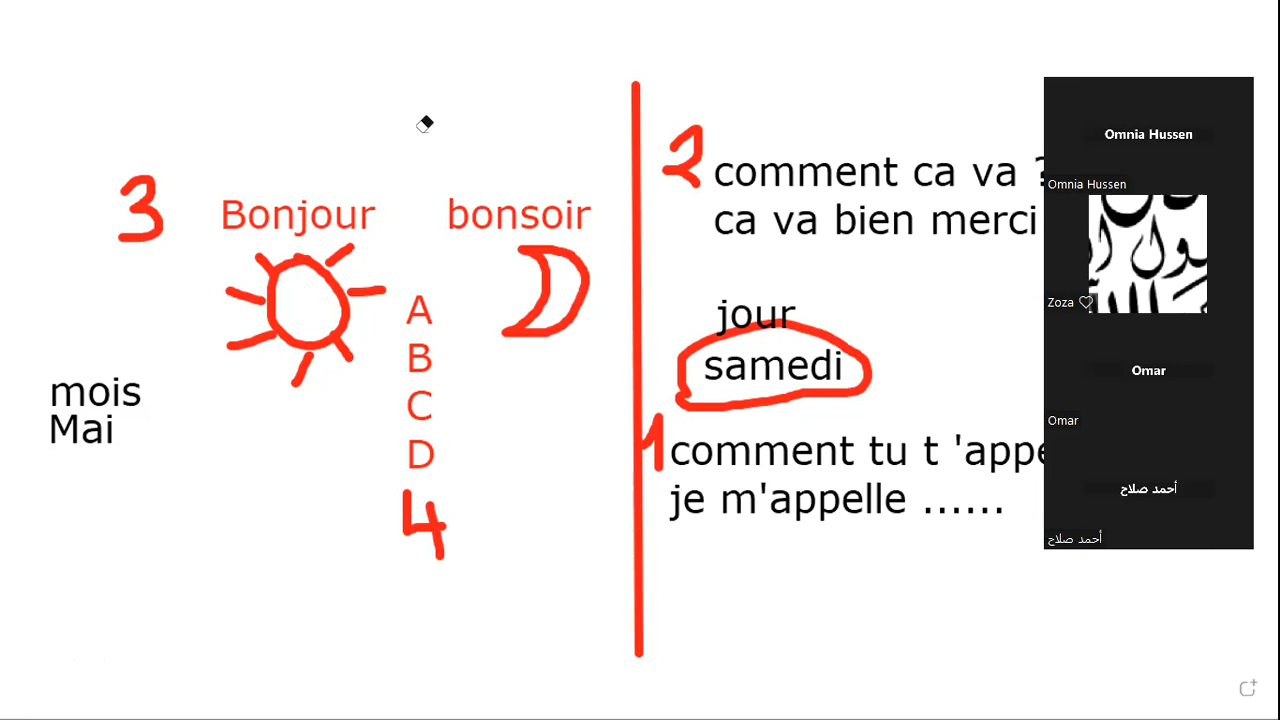 3
Bonjour bonsoir
A
B
C
D
4
mois
Mai
2
comment ca va ?
ca va bien merci
jour
samedi
1
comment tu t 'appe
je m'appelle ......
Omnia Hussen
Omnia Hussen
Zoza ♡
Omar
Omar
أحمد صلاح
أحمد صلاح